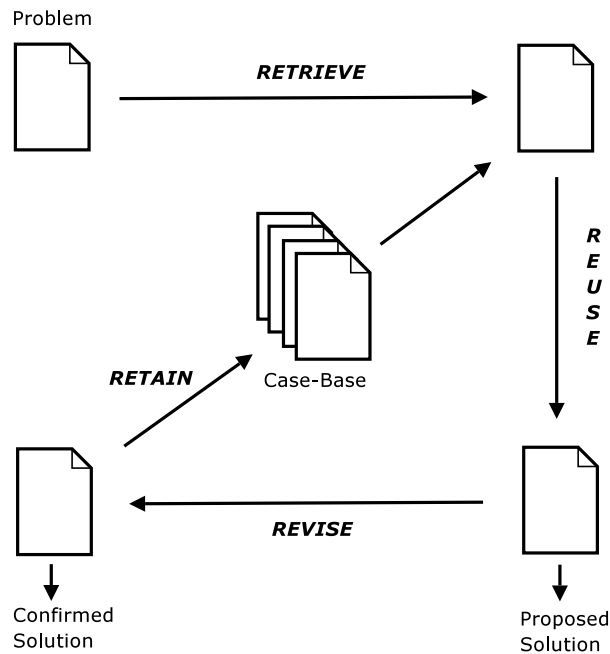 Problem
RETRIEVE
R
E
U
S
E
Case-Base
RETAIN
REVISE
Confirmed
Solution
Proposed
Solution